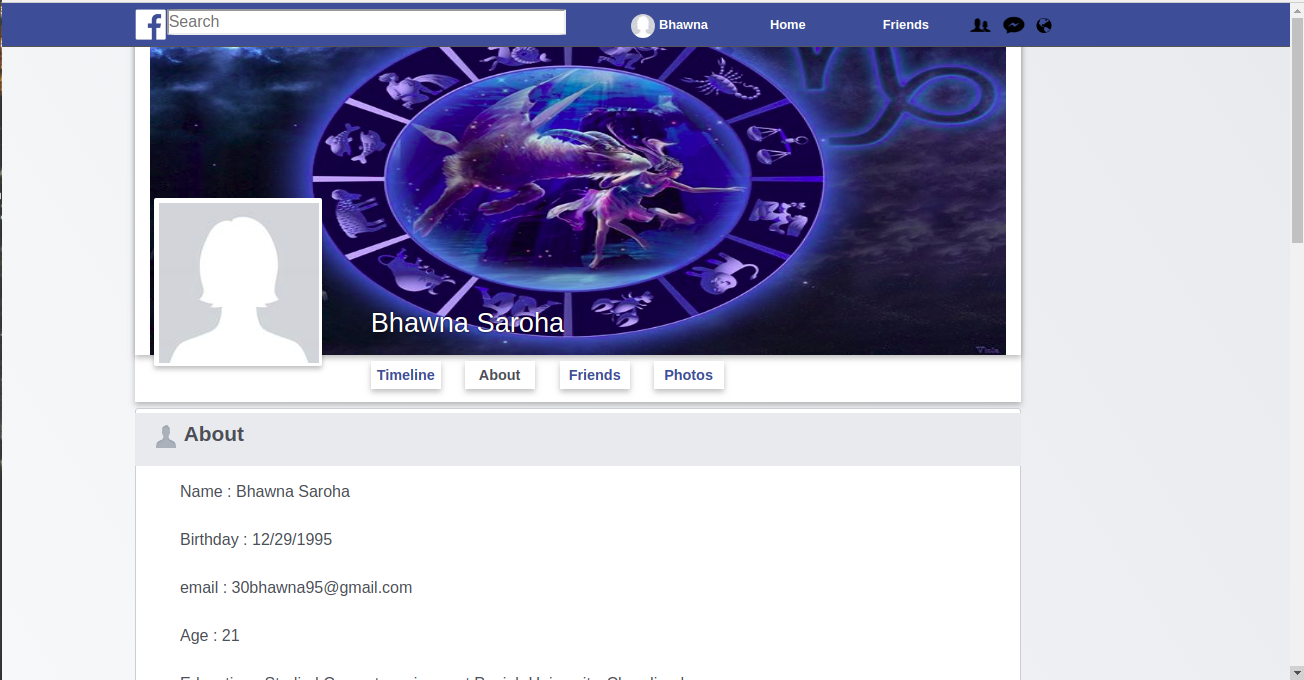 f Search Bhawna Home Friends
Bhawna Saroha
Timeline About Friends Photos
About
Name : Bhawna Saroha
Birthday : 12/29/1995
email : 30bhawna95@gmail.com
Age : 21